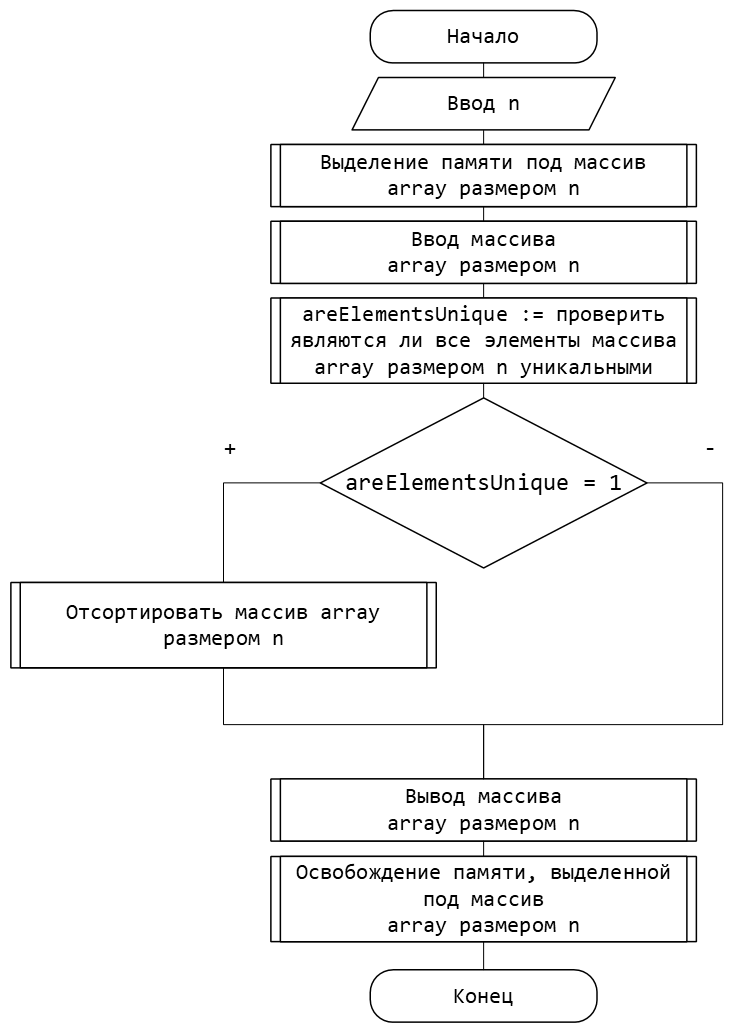 Начало
Ввод n
Выделение памяти под массив
array размером n
Ввод массива
array размером n
areElementsUnique := проверить
являются ли все элементы массива
array размером n уникальными
+
-
areElementsUnique = 1
Отсортировать массив array
размером n
Вывод массива
array размером n
Освобождение памяти, выделенной
под массив
array размером n
Конец